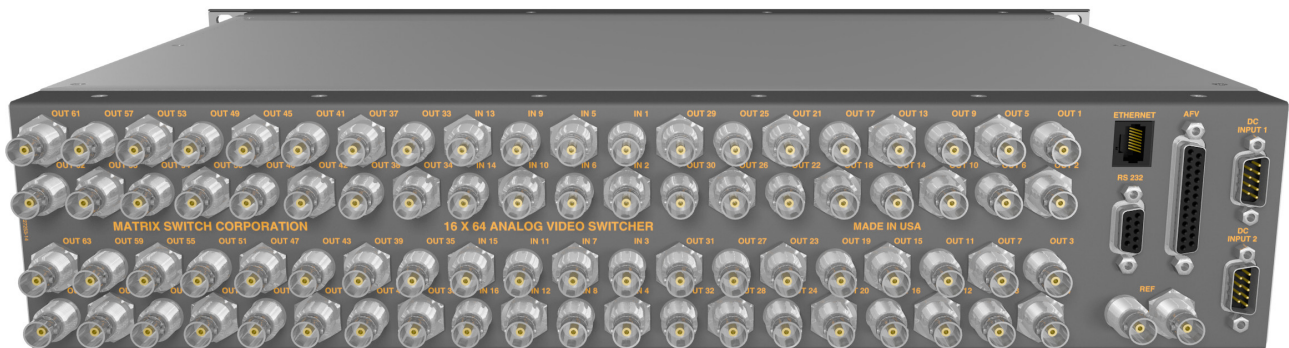 OUT 61 OUT 57 OUT 53 OUT 49 OUT 45 OUT 41 OUT 37 OUT 33 IN 13 IN 9 IN 5 IN 1 OUT 29 OUT 25 OUT 21 OUT 17 OUT 13 OUT 9 OUT 5 OUT 1
ETHERNET
AFV
DC
INPUT 1
OUT 34 IN 14 IN 10 IN 6 IN 2 OUT 30 OUT 26 OUT 22 OUT 18 OUT 14 OUT 10
RS 232
MATRIX SWITCH CORPORATION 16 X 64 ANALOG VIDEO SWITCHER MADE IN USA
DC
INPUT 2
OUT 63 OUT 59 OUT 55 OUT 51 OUT 47 OUT 43 OUT 39 OUT 35 IN 15 IN 11 IN 7 IN 3 OUT 31 OUT 27 OUT 23 OUT 19 OUT 15 OUT 11 OUT 7 OUT 3
IN 16 IN 12 IN 8 IN 4 OUT 32 OUT 28 OUT 24
REF